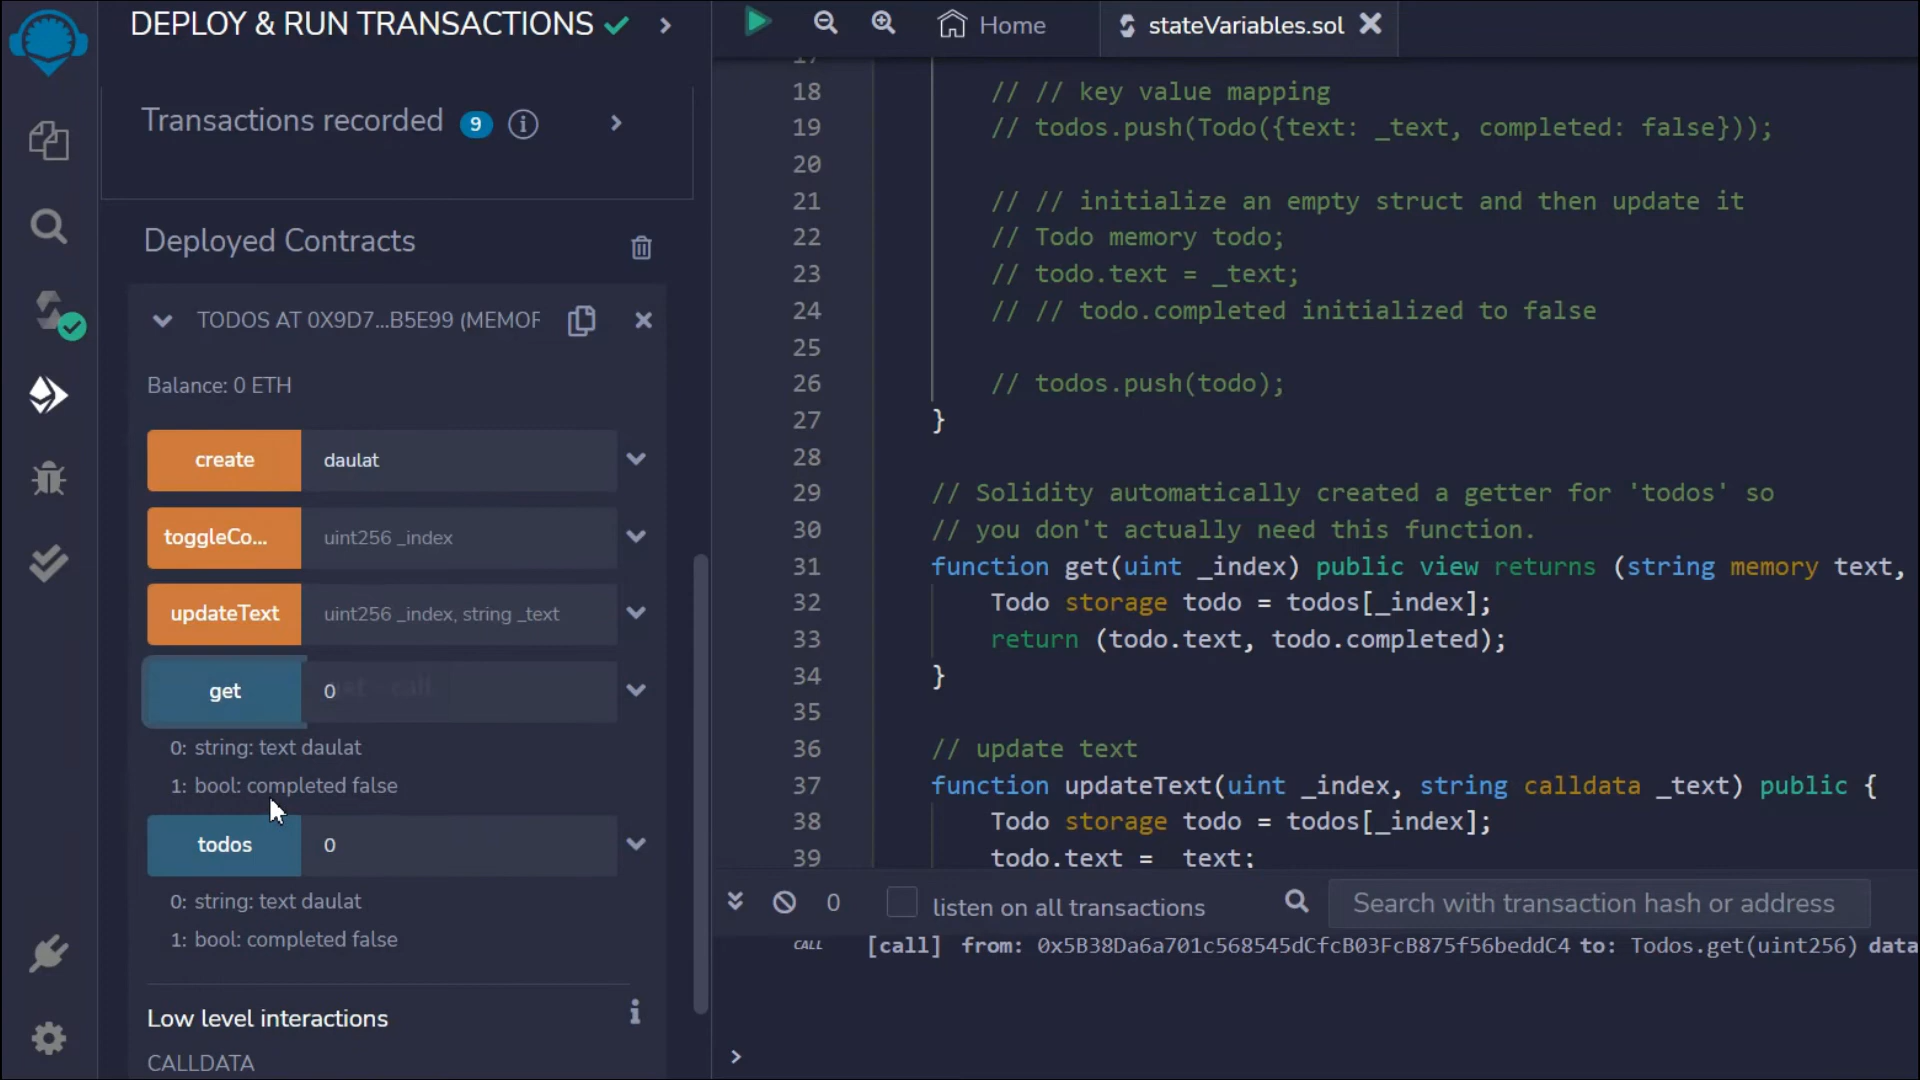 DEPLOY & RUN TRANSACTIONS
Transactions recorded 9
Deployed Contracts
TODOS AT 0X9D7...B5E99 (MEMOR
Balance: 0 ETH
create daulat
toggleCo... uint256 _index
updateText uint256 _index, string _text
get 0
0: string: text daulat
1: bool: completed false
todos 0
0: string: text daulat
1: bool: completed false
Low level interactions
CALLDATA
Home
stateVariables.sol
18 // // key value mapping
19 // todos.push(Todo({text: _text, completed: false}));
20
21 // // initialize an empty struct and then update it
22 // Todo memory todo;
23 // todo.text = _text;
24 // // todo.completed initialized to false
25
26 // todos.push(todo);
27 }
28
29 // Solidity automatically created a getter for 'todos' so
30 // you don't actually need this function.
31 function get(uint _index) public view returns (string memory text,
32 Todo storage todo = todos[_index];
33 return (todo.text, todo.completed);
34 }
35
36 // update text
37 function updateText(uint _index, string calldata _text) public {
38 Todo storage todo = todos[_index];
39 todo.text = _text;
0 listen on all transactions
Search with transaction hash or address
CALL [call] from: 0x5B38Da6a701c568545dCfcB03FcB875f56beddC4 to: Todos.get(uint256) data
>